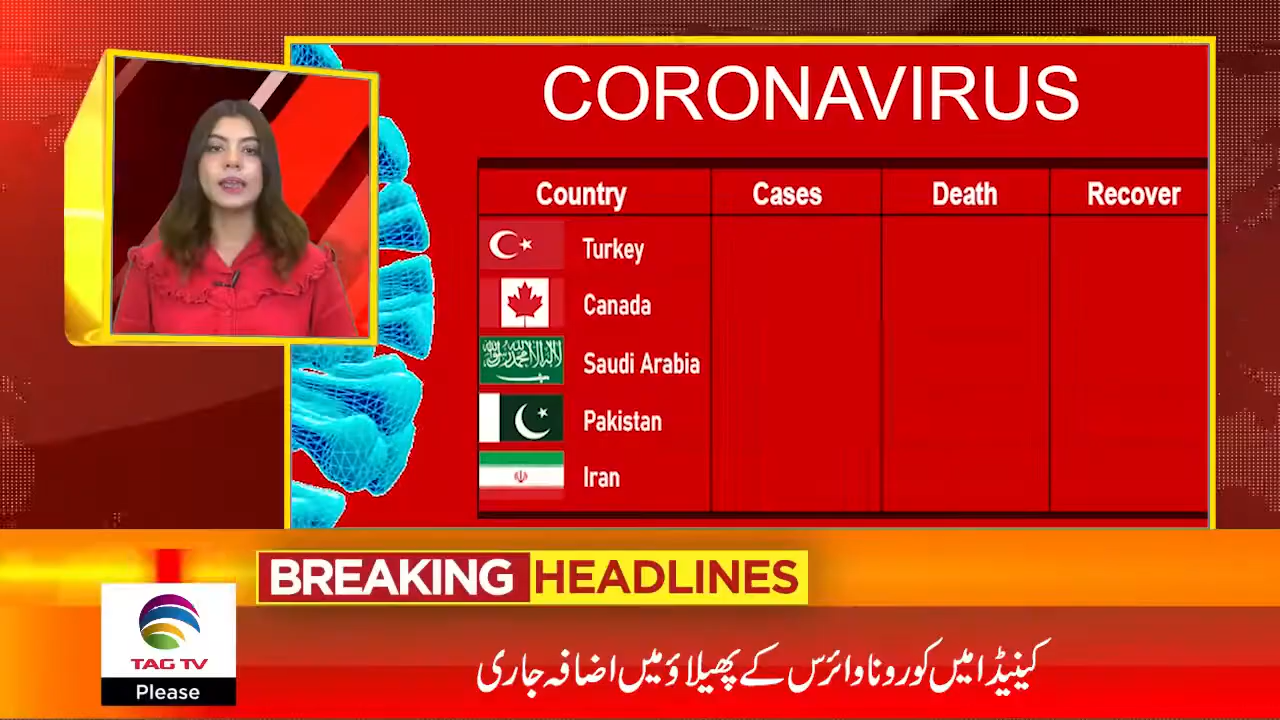 CORONAVIRUS
Country Cases Death Recover
Turkey
Canada
Saudi Arabia
Pakistan
Iran
BREAKING HEADLINES
کینیڈا میں کورونا وائرس کے پھیلاؤ میں اضافہ جاری
TAG TV
Please